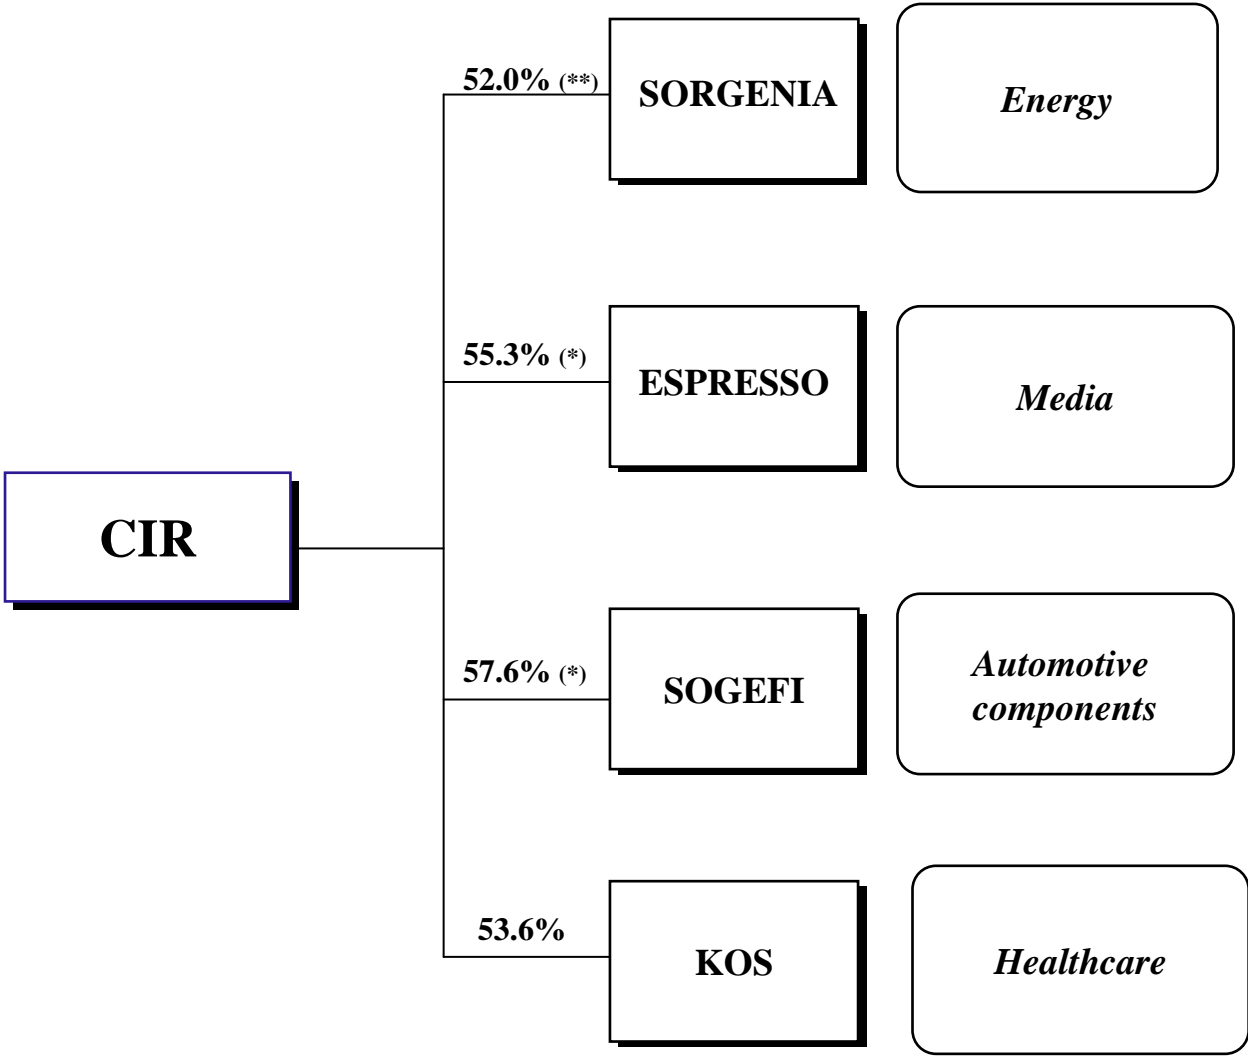 52.0% (**)
SORGENIA
Energy
55.3% (*)
ESPRESSO
Media
CIR
57.6% (*)
SOGEFI
Automotive
components
53.6%
KOS
Healthcare